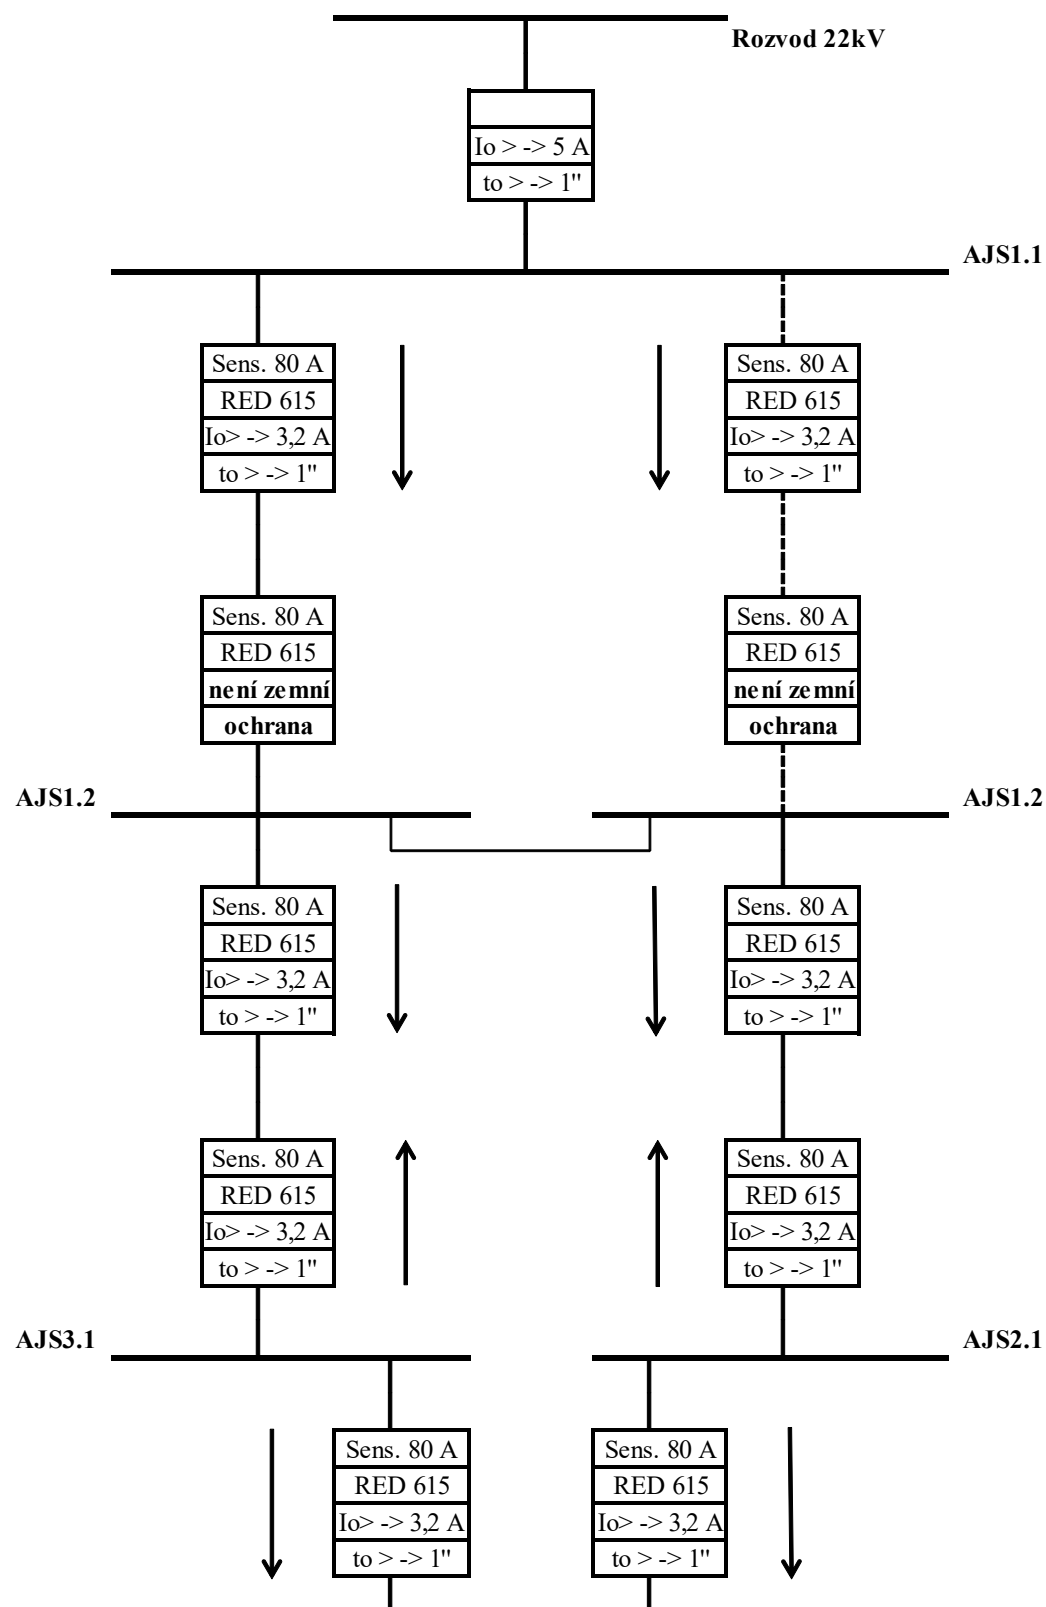 Rozvod 22kV
Io > -> 5 A
to > -> 1"
AJS1.1
Sens. 80 A
RED 615
Io> -> 3,2 A
to > -> 1"
Sens. 80 A
RED 615
Io> -> 3,2 A
to > -> 1"
Sens. 80 A
RED 615
není zemní
ochrana
Sens. 80 A
RED 615
není zemní
ochrana
AJS1.2
AJS1.2
Sens. 80 A
RED 615
Io> -> 3,2 A
to > -> 1"
Sens. 80 A
RED 615
Io> -> 3,2 A
to > -> 1"
Sens. 80 A
RED 615
Io> -> 3,2 A
to > -> 1"
Sens. 80 A
RED 615
Io> -> 3,2 A
to > -> 1"
AJS3.1
AJS2.1
Sens. 80 A
RED 615
Io> -> 3,2 A
to > -> 1"
Sens. 80 A
RED 615
Io> -> 3,2 A
to > -> 1"